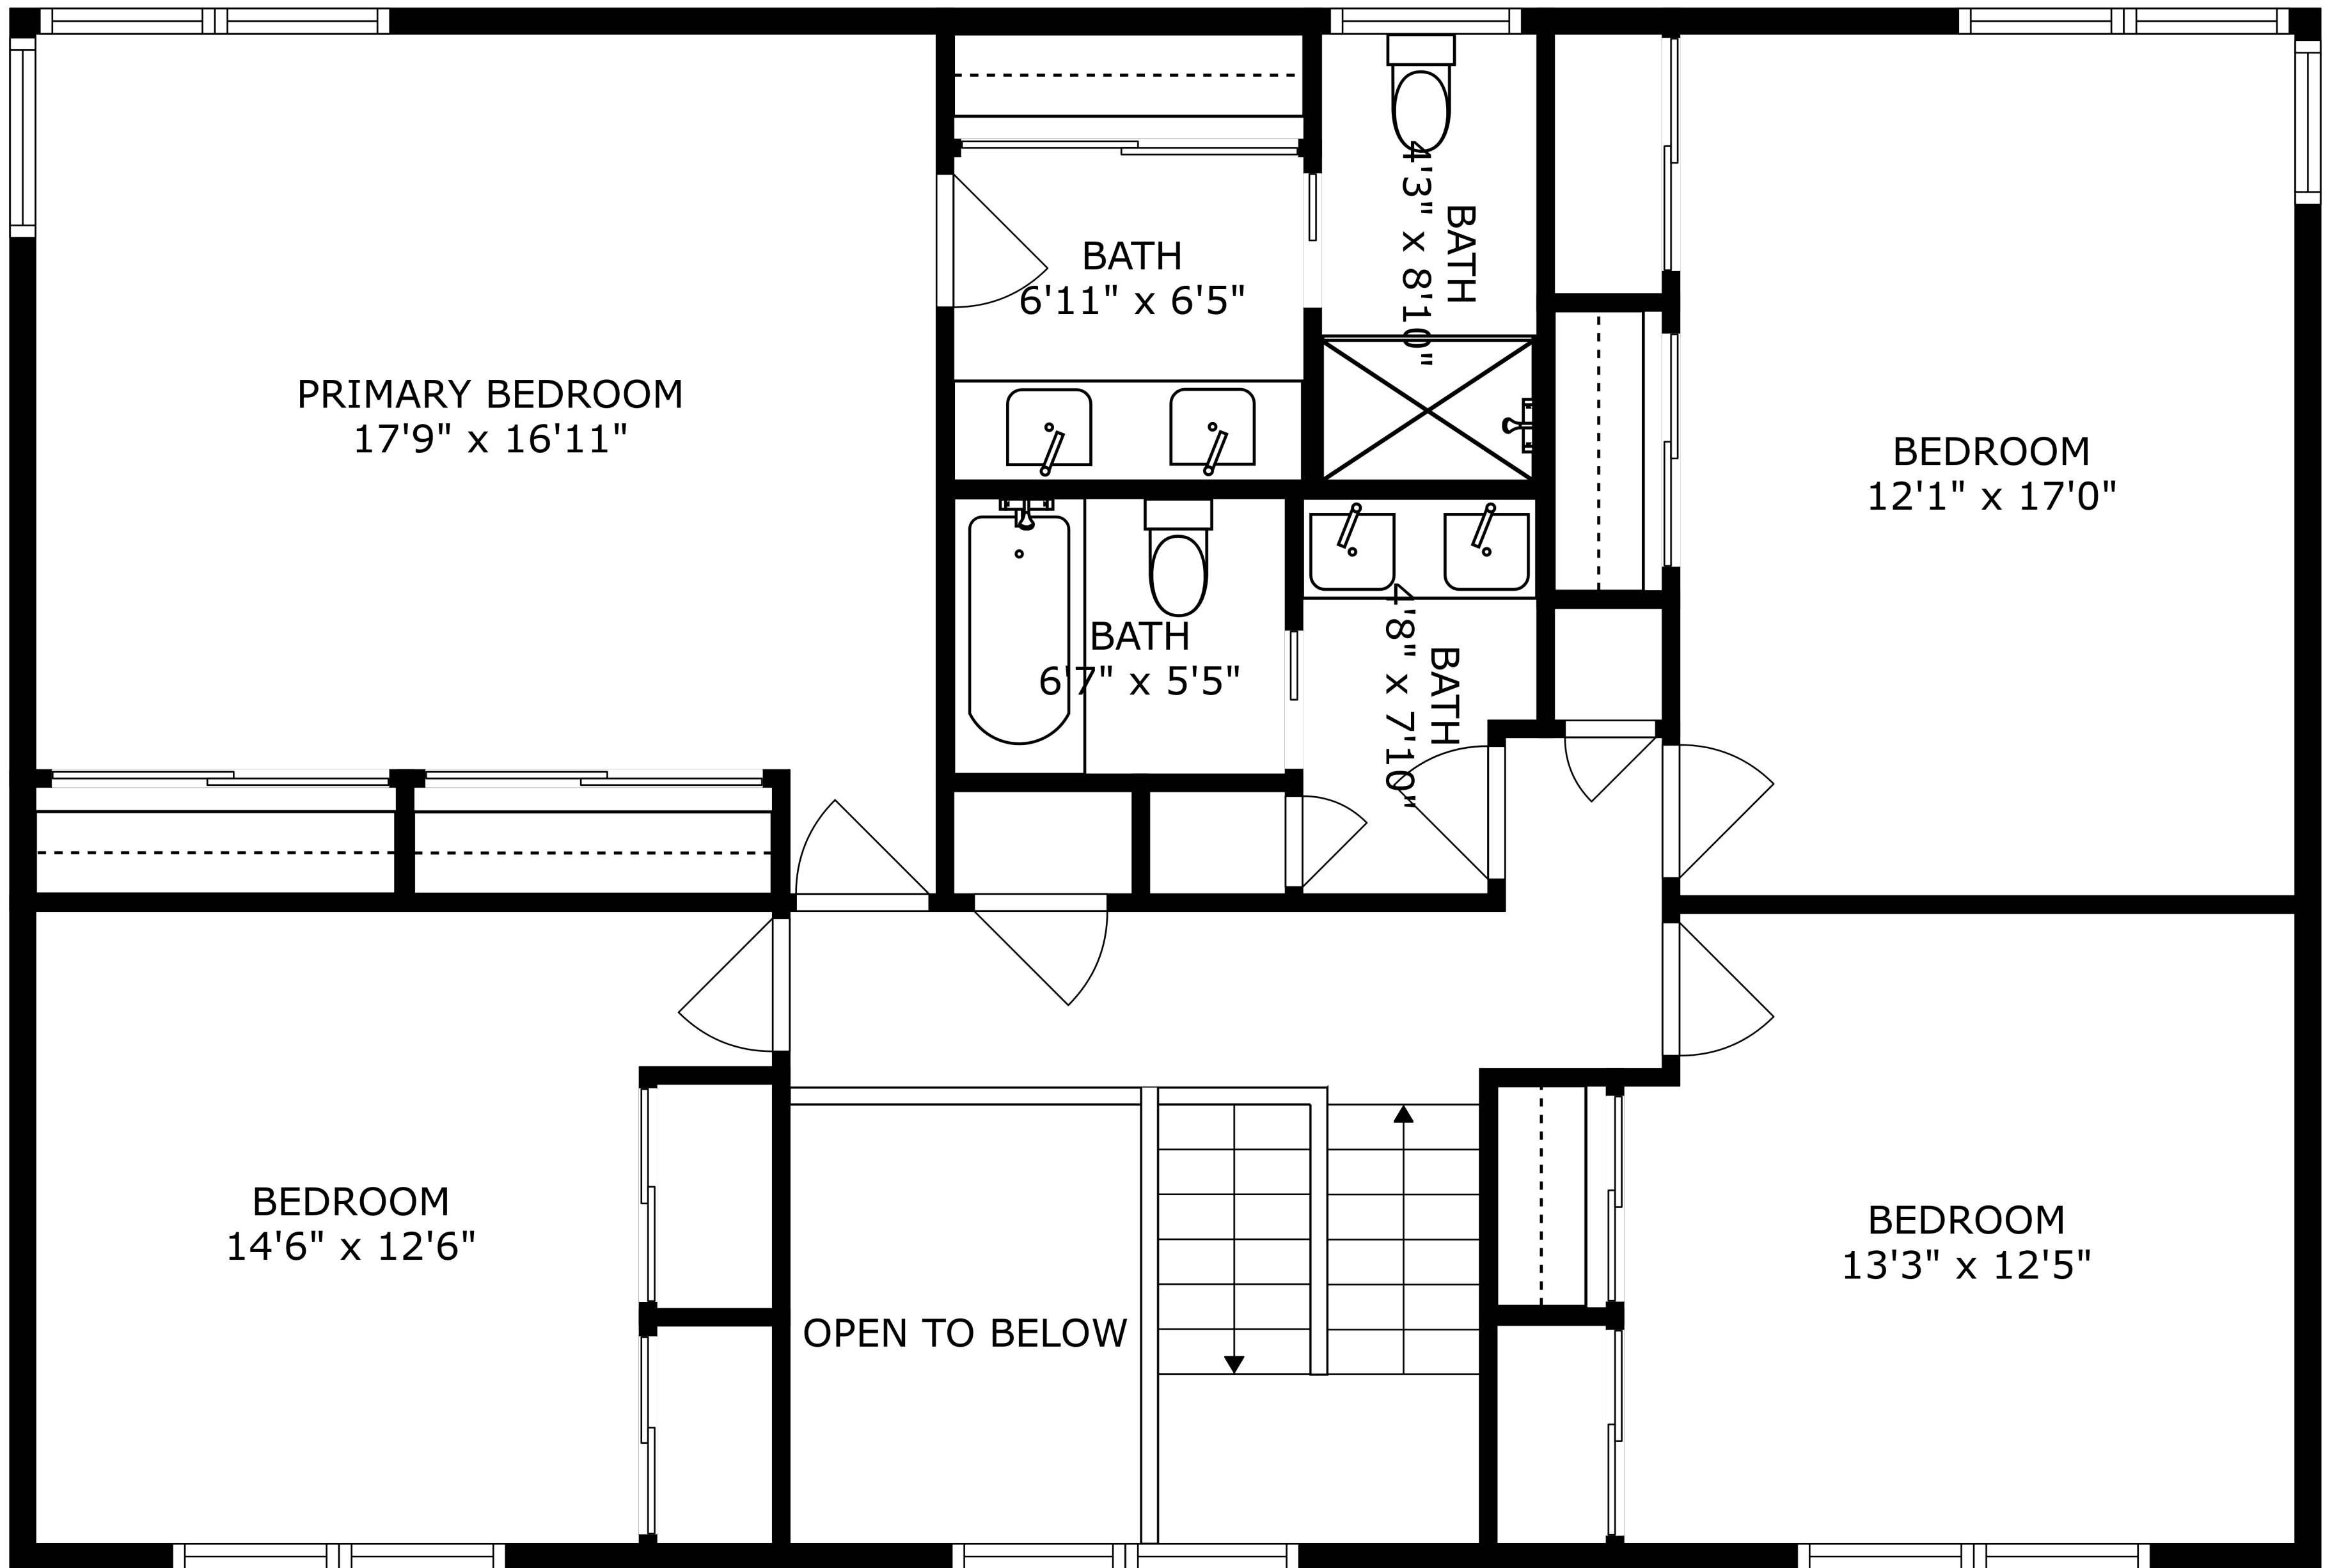 PRIMARY BEDROOM
17'9" x 16'11"
BATH
6'11" x 6'5"
BATH
4'3" x 8'10"
BEDROOM
12'1" x 17'0"
BATH
6'7" x 5'5"
BATH
4'8" x 7'10"
BEDROOM
14'6" x 12'6"
OPEN TO BELOW
BEDROOM
13'3" x 12'5"